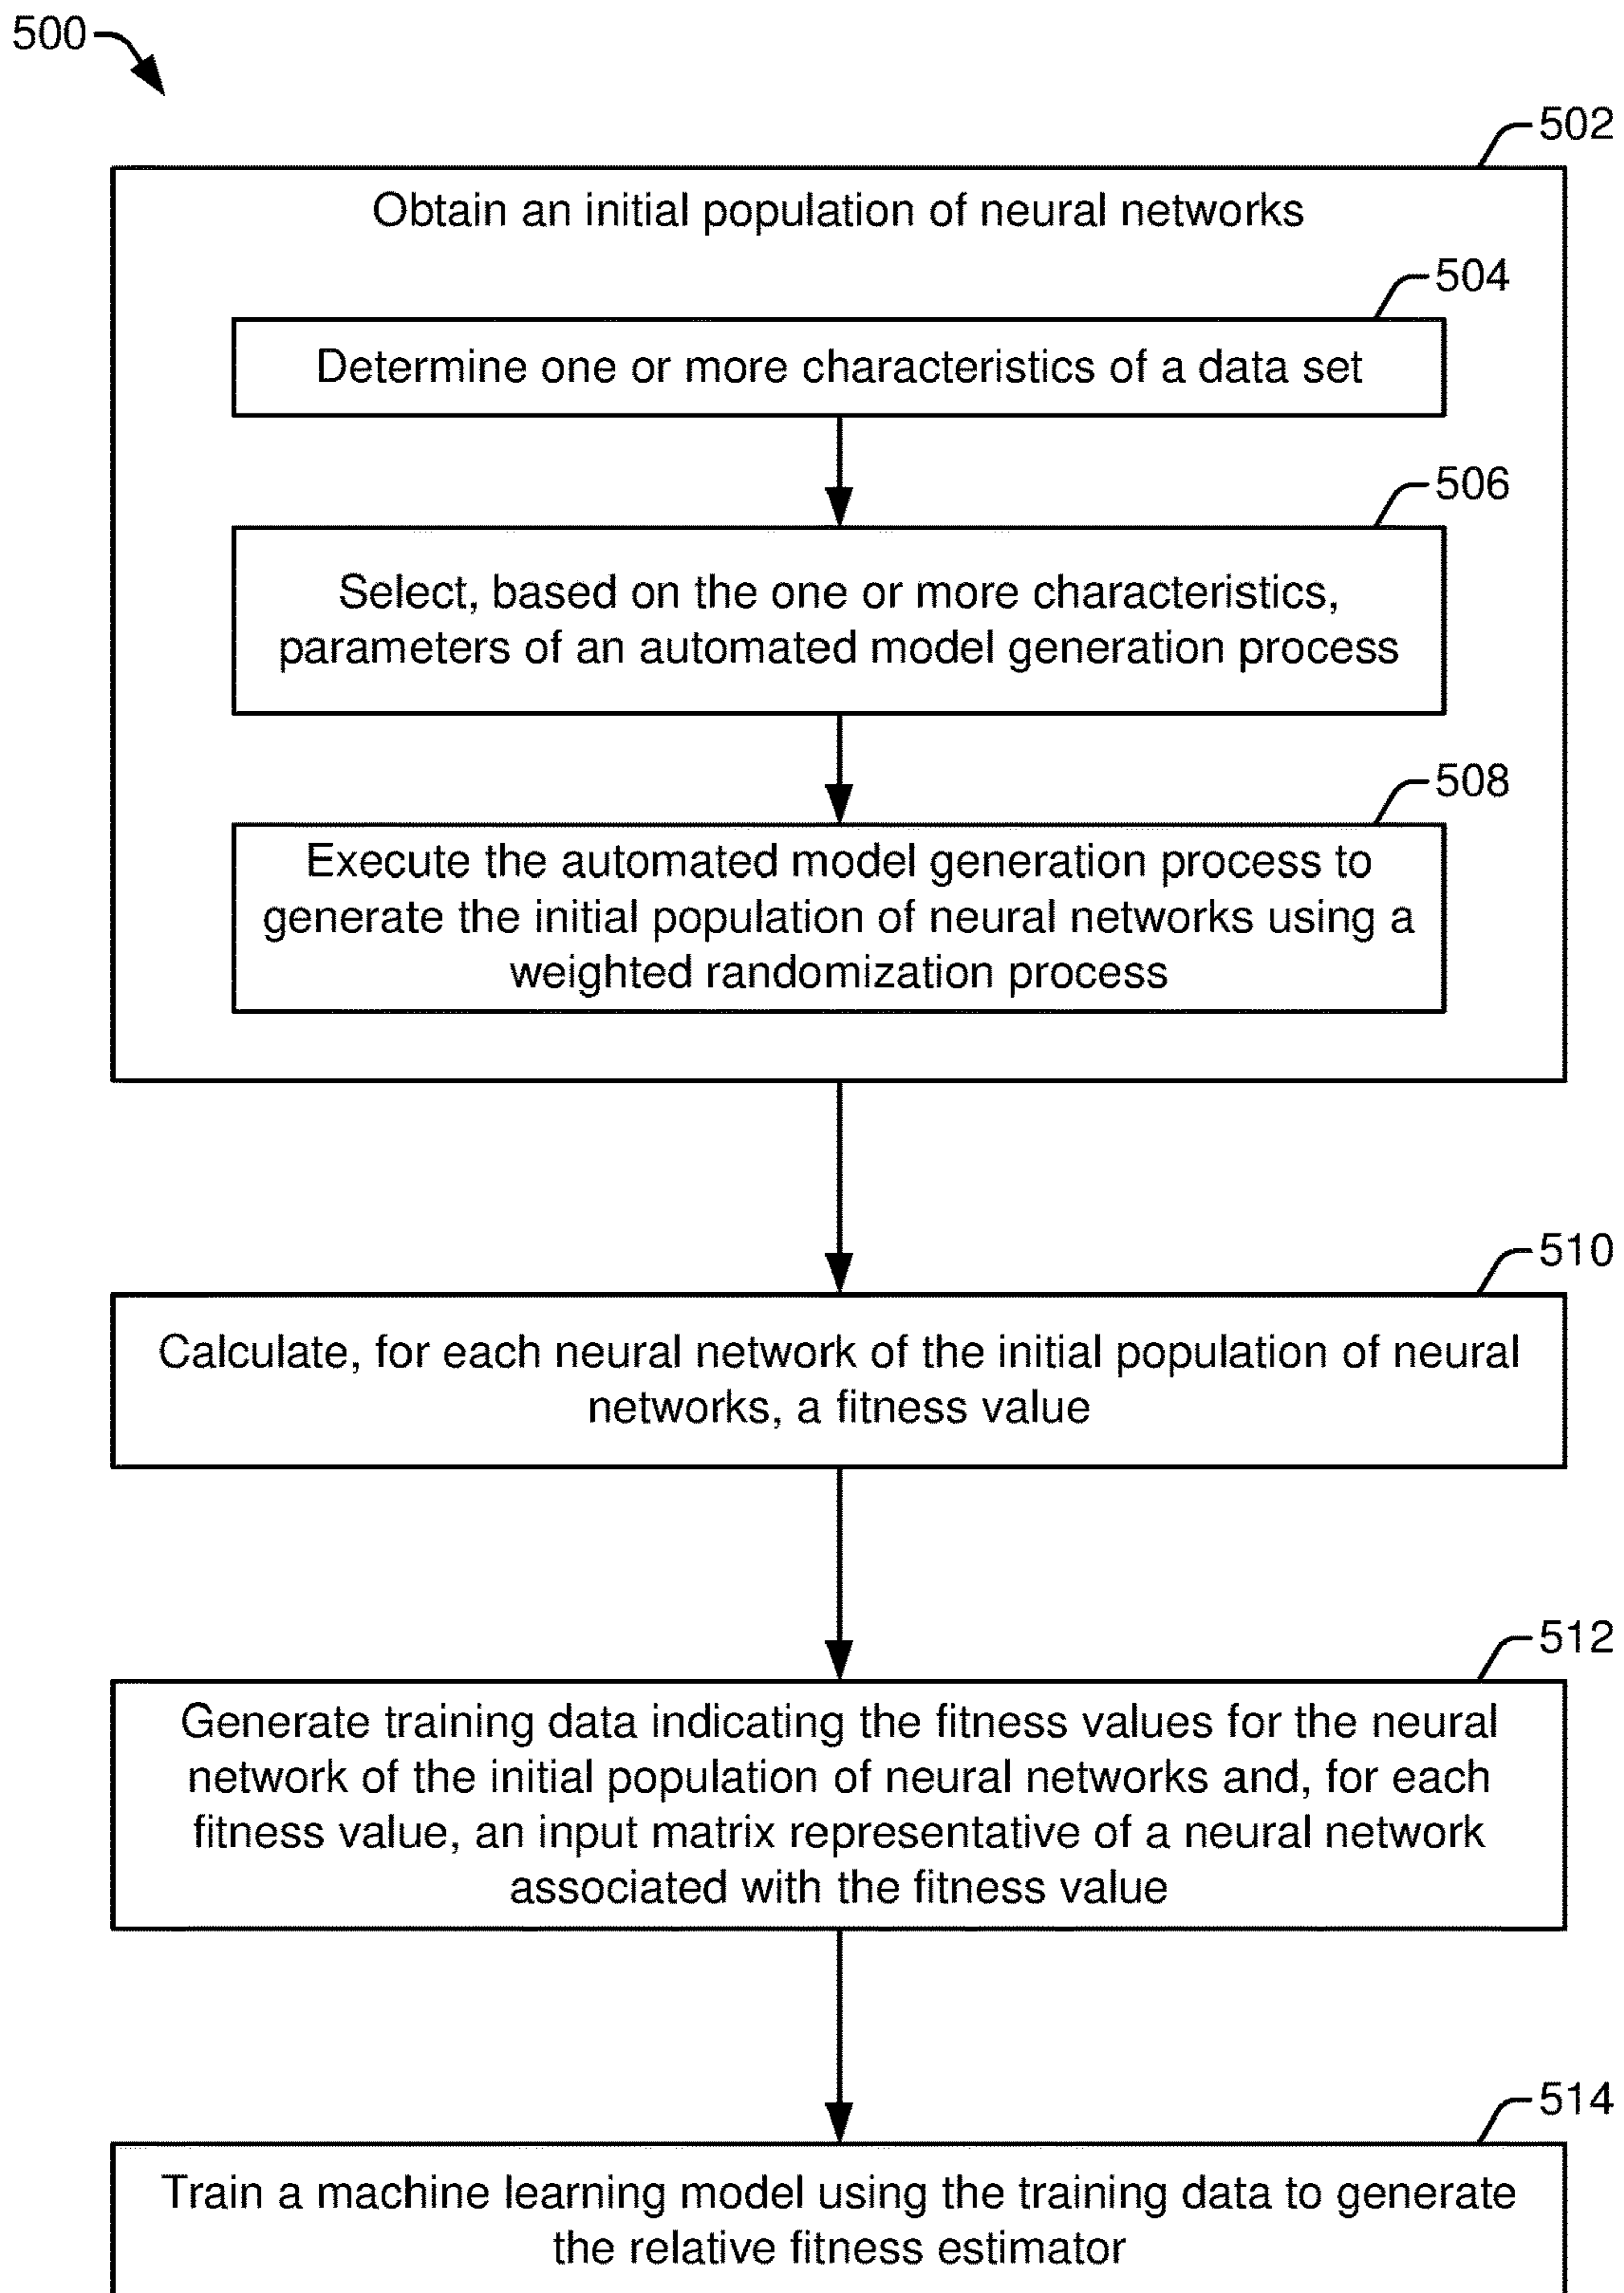 500
502
Obtain an initial population of neural networks
504
Determine one or more characteristics of a data set
506
Select, based on the one or more characteristics,
parameters of an automated model generation process
508
Execute the automated model generation process to
generate the initial population of neural networks using a
weighted randomization process
510
Calculate, for each neural network of the initial population of neural
networks, a fitness value
512
Generate training data indicating the fitness values for the neural
network of the initial population of neural networks and, for each
fitness value, an input matrix representative of a neural network
associated with the fitness value
514
Train a machine learning model using the training data to generate
the relative fitness estimator